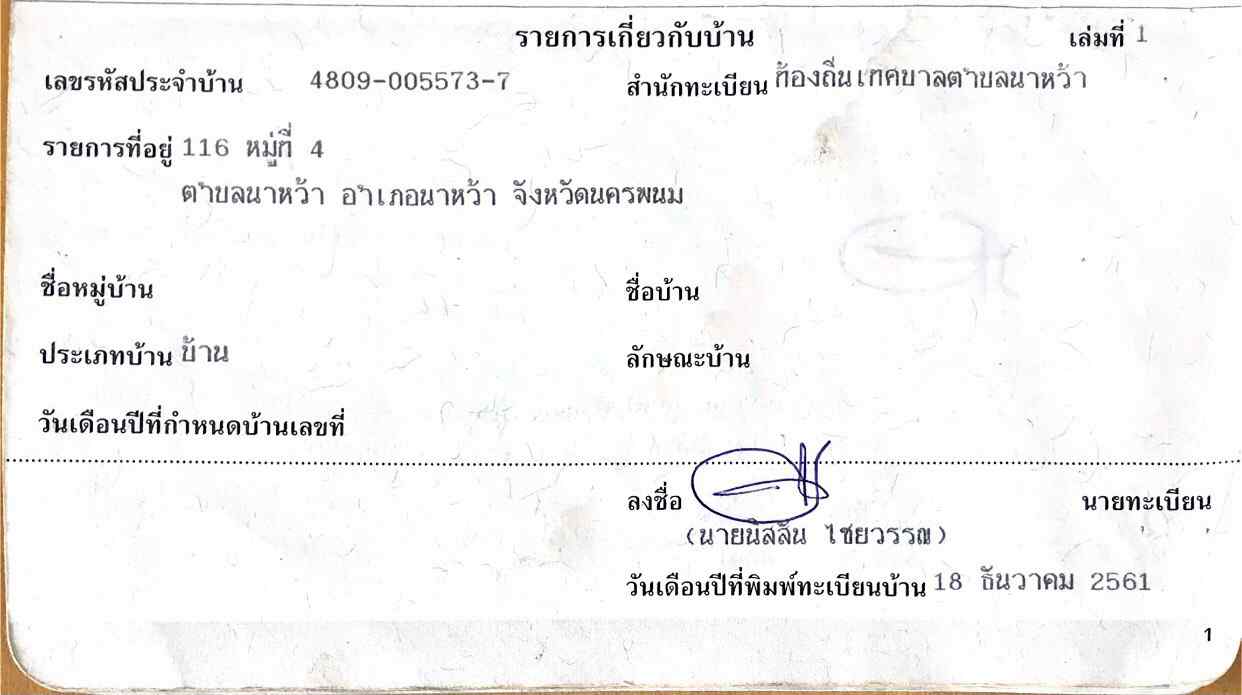 รายการเกี่ยวกับบ้าน เล่มที่ 1
เลขรหัสประจำบ้าน 4809-005573-7 สำนักทะเบียน ท้องถิ่นเทศบาลตำบลนาหว้า
รายการที่อยู่ 116 หมู่ที่ 4
ตำบลนาหว้า อำเภอนาหว้า จังหวัดนครพนม
ชื่อหมู่บ้าน ชื่อบ้าน
ประเภทบ้าน บ้าน ลักษณะบ้าน
วันเดือนปีที่กำหนดบ้านเลขที่
ลงชื่อ นายทะเบียน
(นายนิสสัน ไชยวรรณ)
วันเดือนปีที่พิมพ์ทะเบียนบ้าน 18 ธันวาคม 2561
1